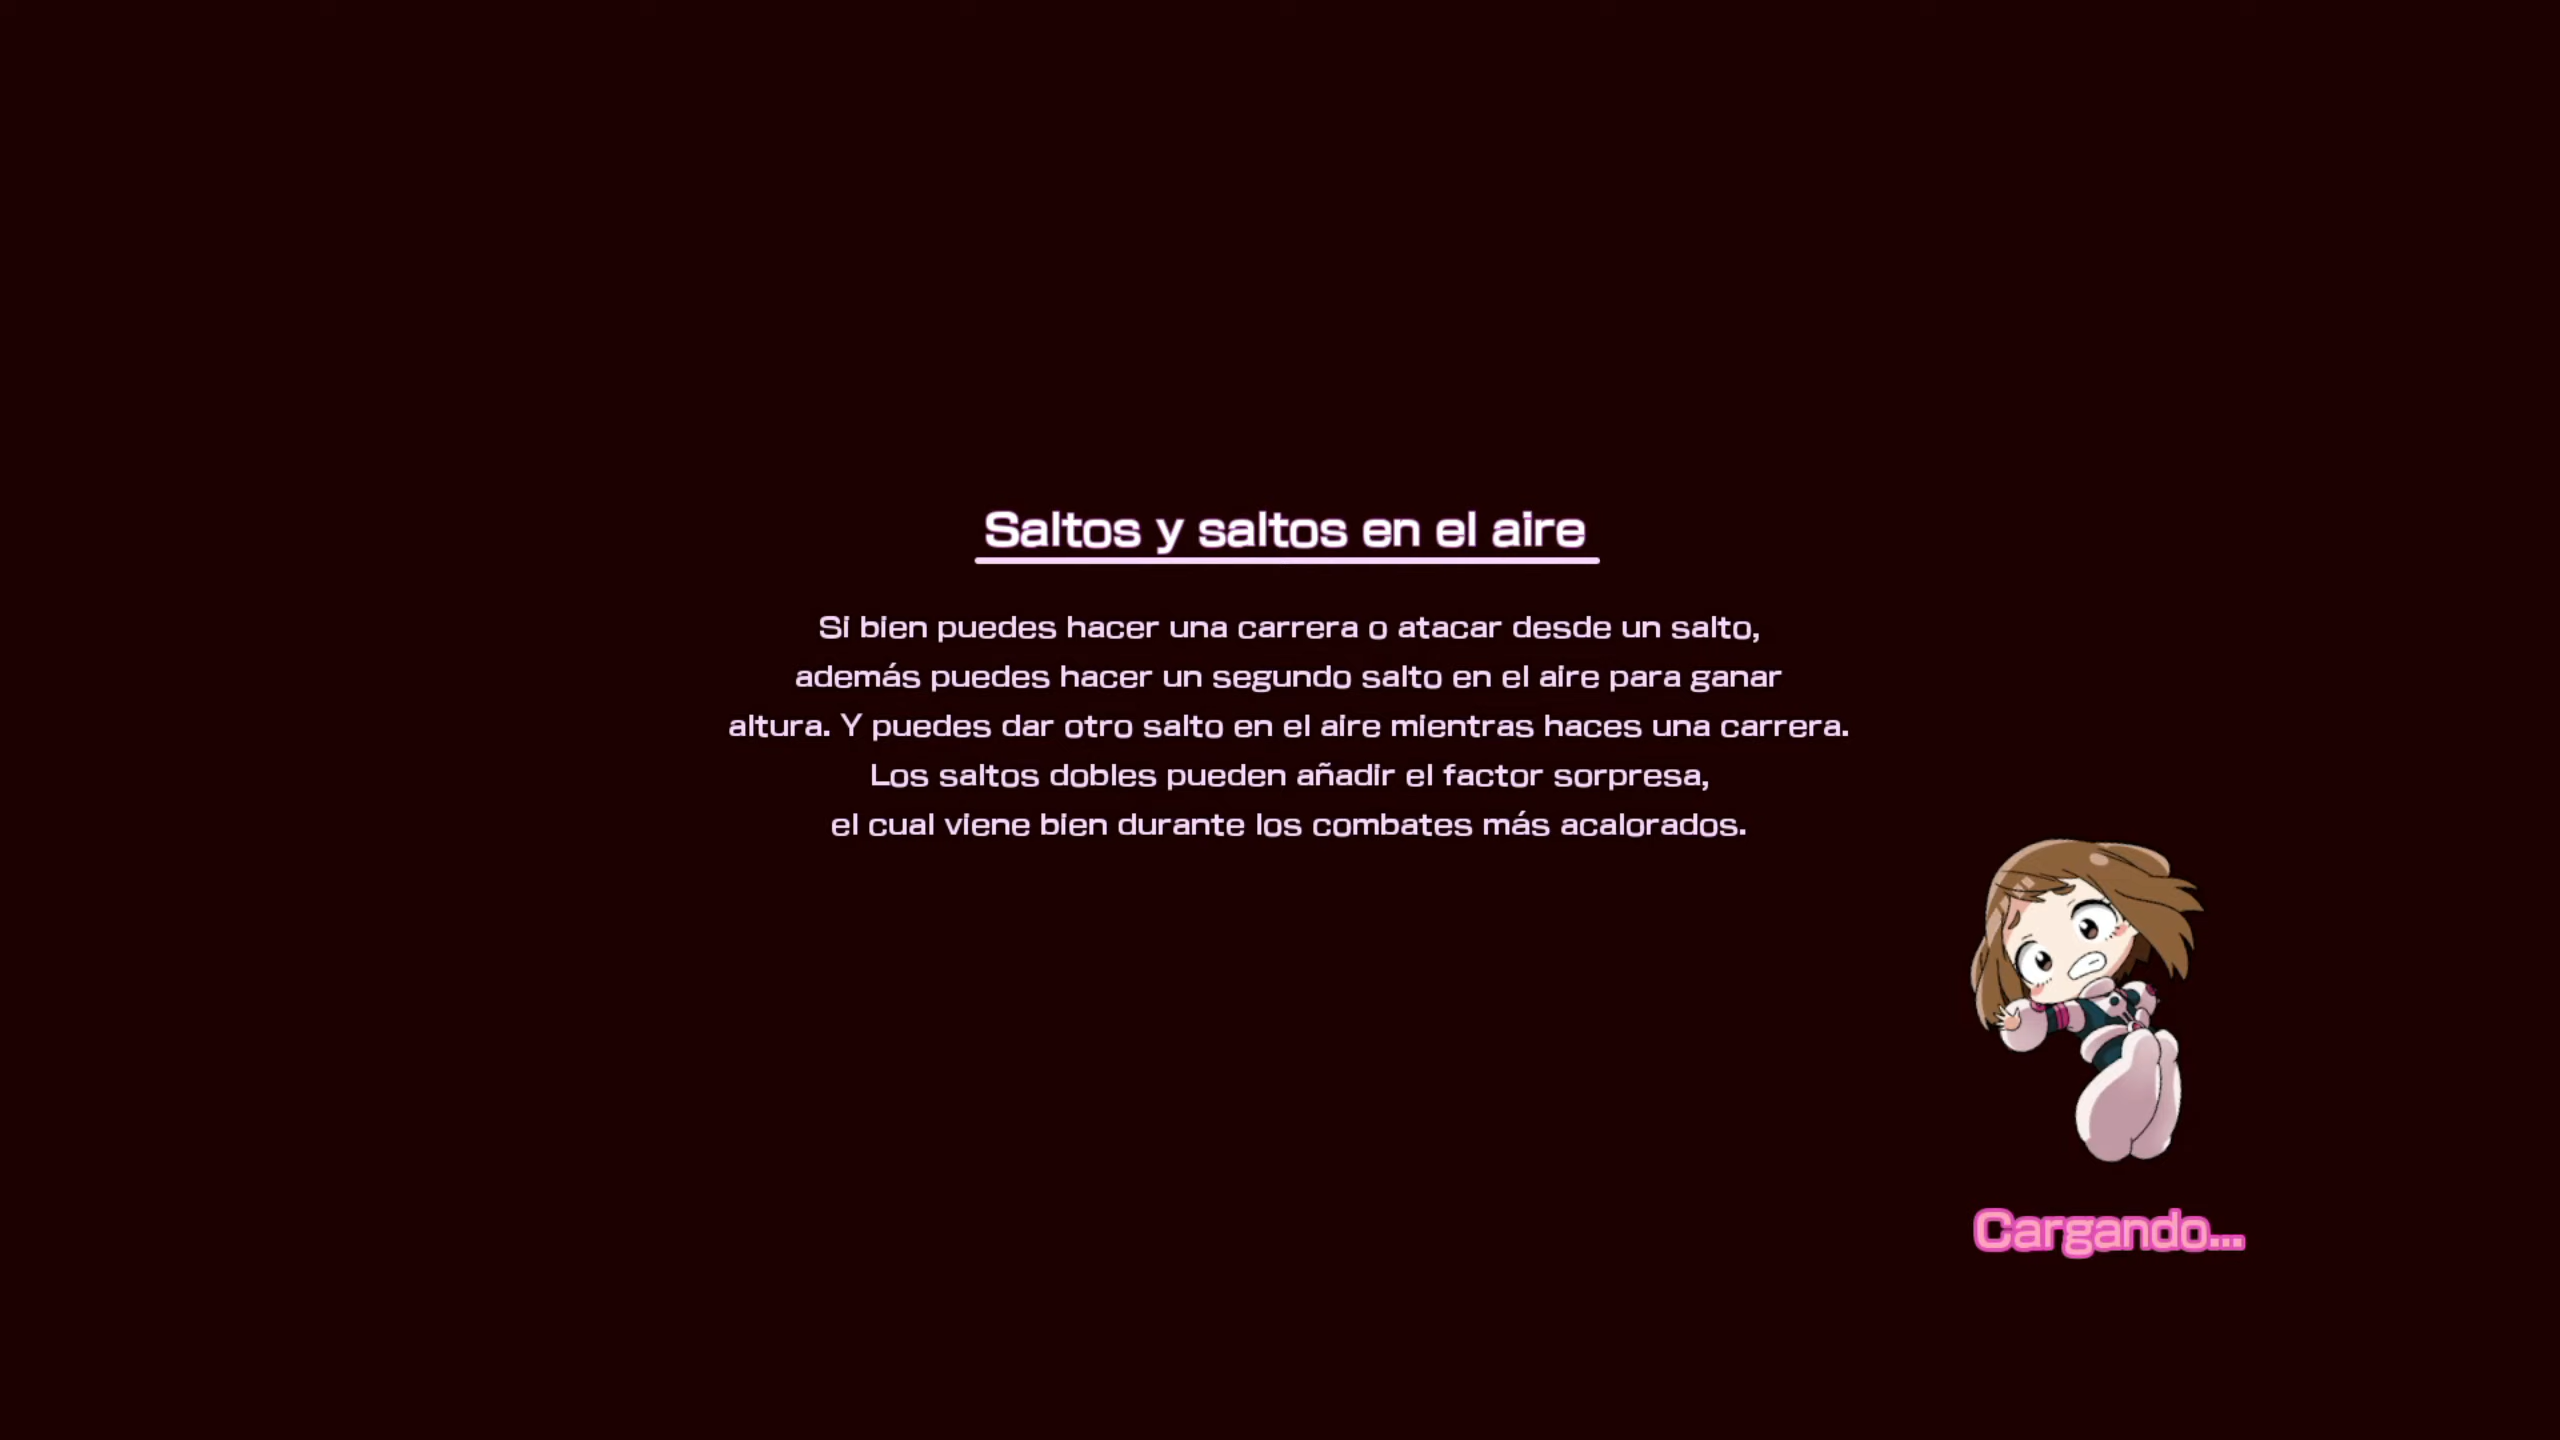 Saltos y saltos en el aire
Si bien puedes hacer una carrera o atacar desde un salto,
además puedes hacer un segundo salto en el aire para ganar
altura. Y puedes dar otro salto en el aire mientras haces una carrera.
Los saltos dobles pueden añadir el factor sorpresa,
el cual viene bien durante los combates más acalorados.
Cargando...